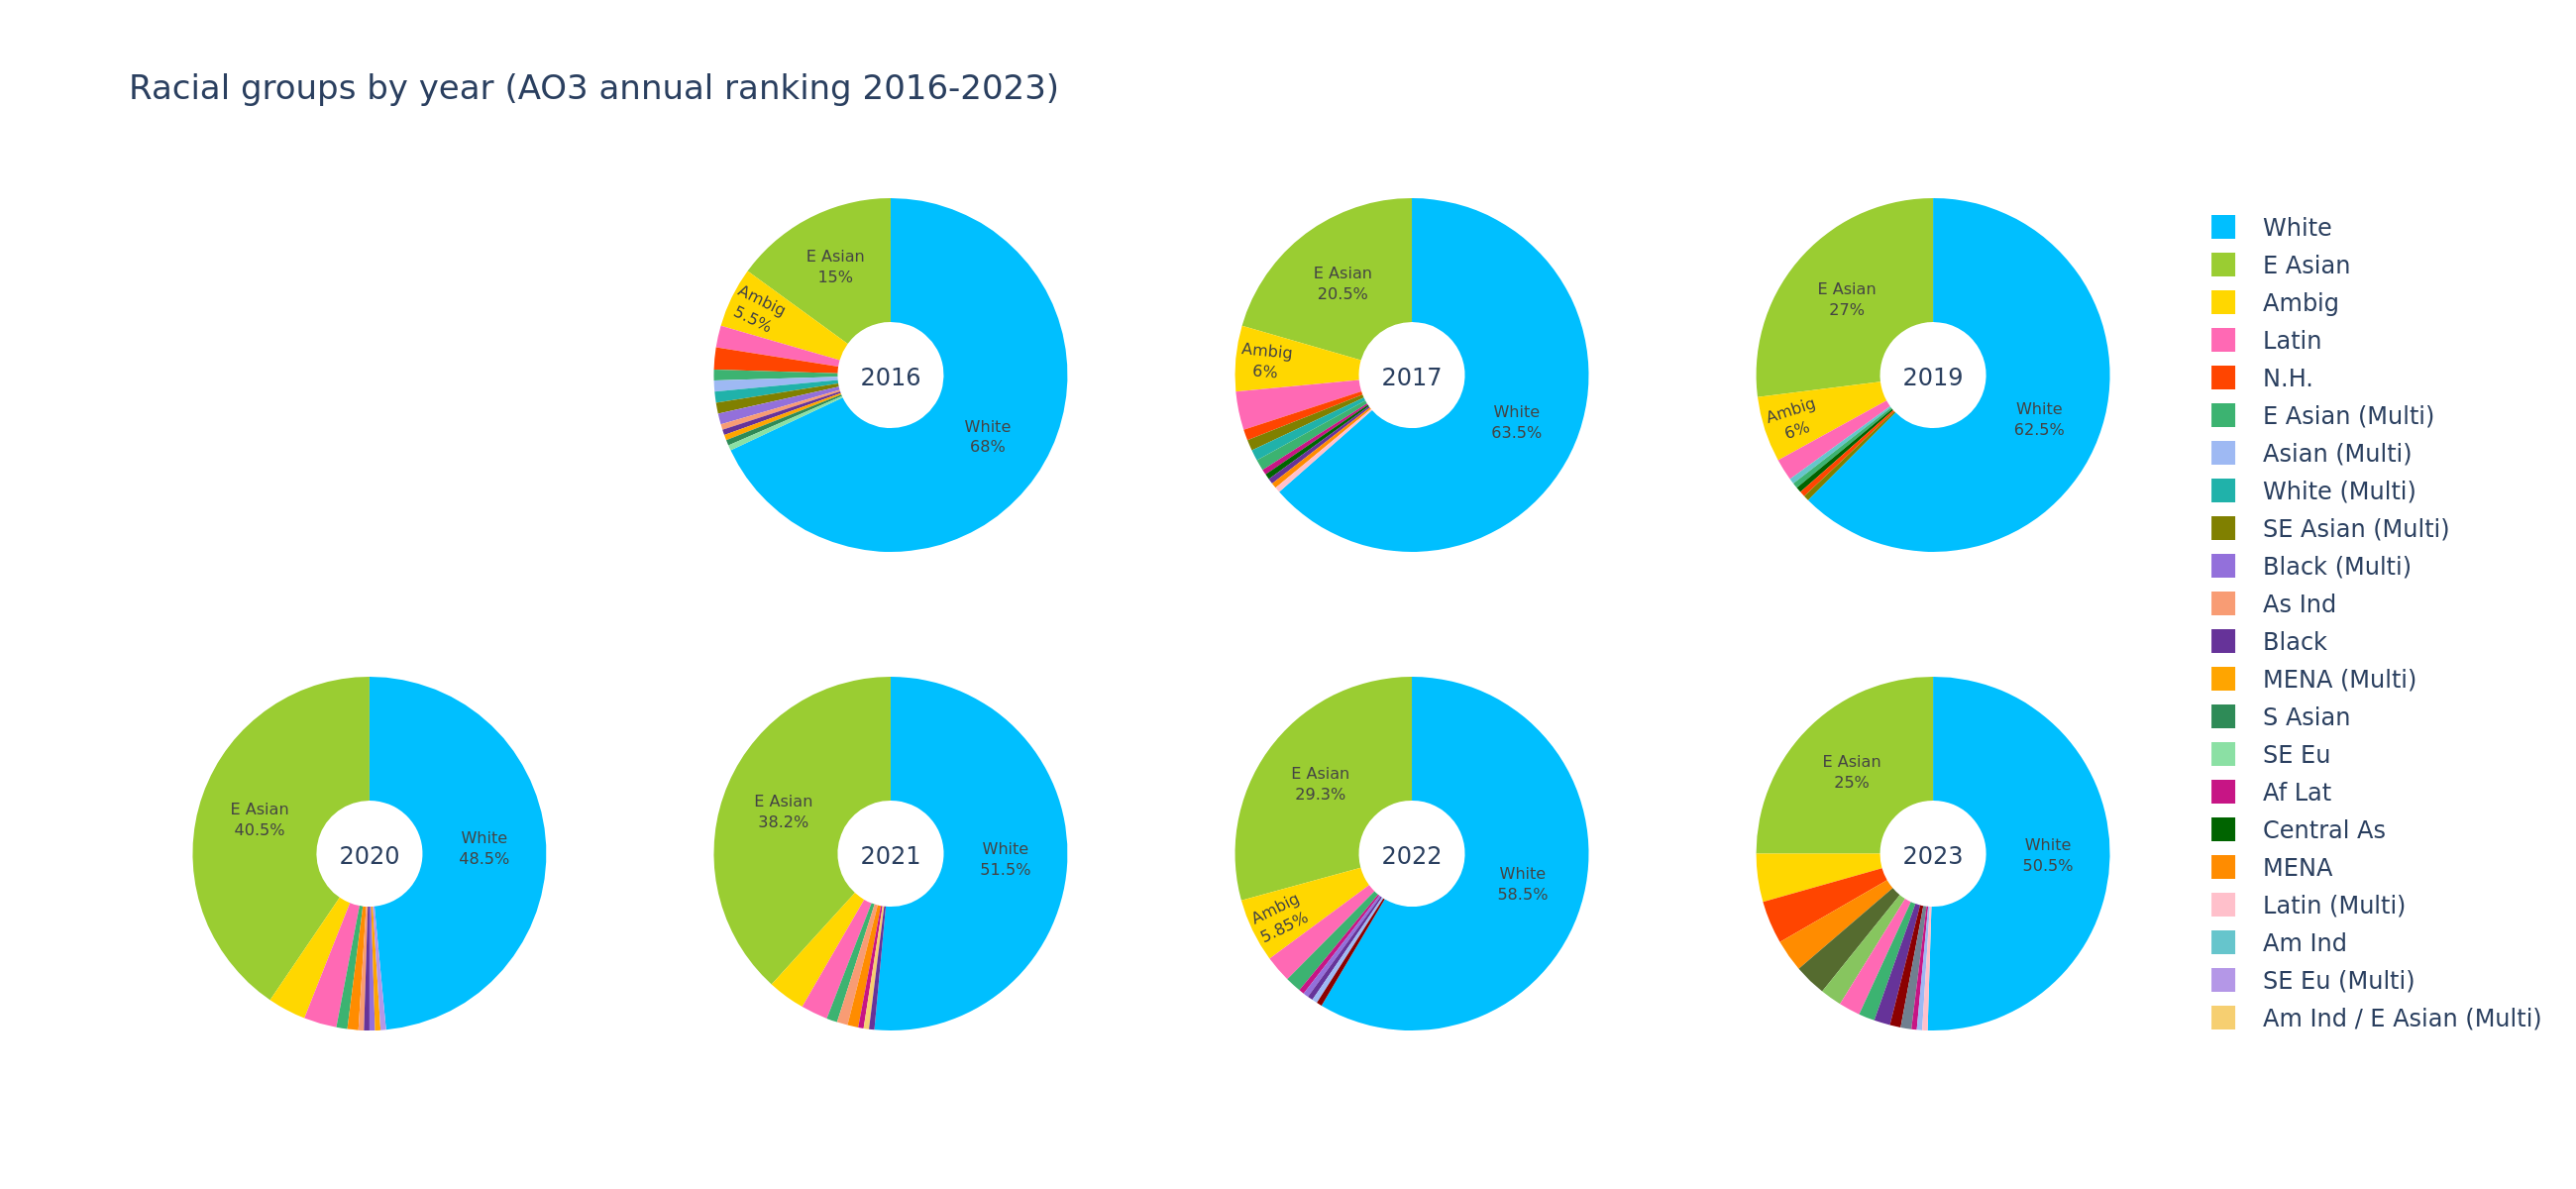 Racial groups by year (AO3 annual ranking 2016-2023)
E Asian
15%
Ambig
5.5%
2016
White
68%
E Asian
20.5%
Ambig
6%
2017
White
63.5%
E Asian
27%
Ambig
6%
2019
White
62.5%
E Asian
40.5%
2020
White
48.5%
E Asian
38.2%
2021
White
51.5%
E Asian
29.3%
Ambig
5.85%
2022
White
58.5%
E Asian
25%
2023
White
50.5%
White
E Asian
Ambig
Latin
N.H.
E Asian (Multi)
Asian (Multi)
White (Multi)
SE Asian (Multi)
Black (Multi)
As Ind
Black
MENA (Multi)
S Asian
SE Eu
Af Lat
Central As
MENA
Latin (Multi)
Am Ind
SE Eu (Multi)
Am Ind / E Asian (Multi)